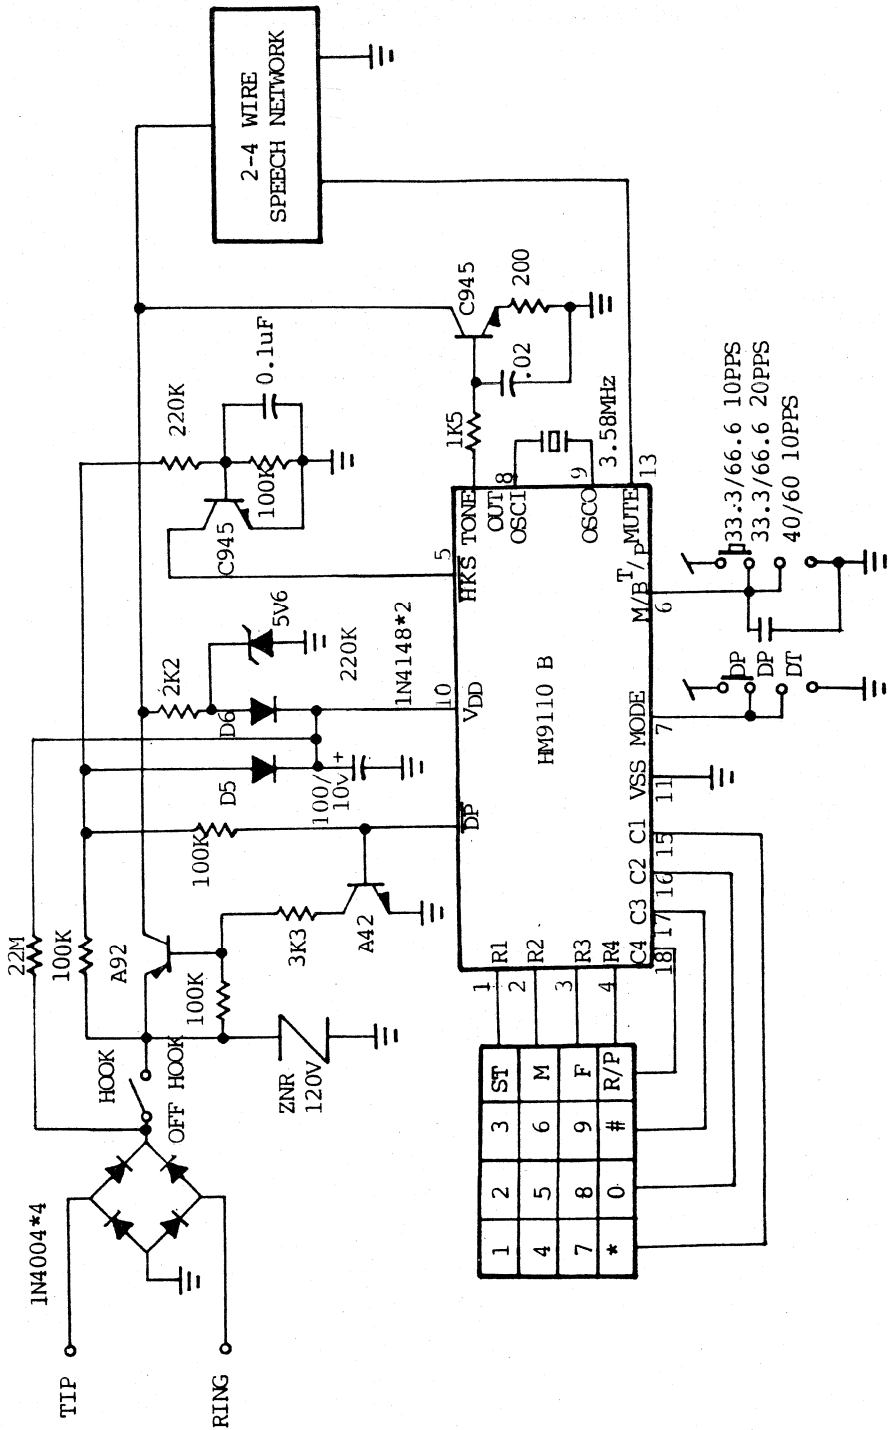 TIP
RING
1N4004*4
HOOK
OFF HOOK
ZNR
120V
22M
100K
A92
100K
3K3
A42
100K
D5
D6
100/
10V
+
2K2
5V6
220K
1N4148*2
C945
220K
100K
0.1uF
C945
1K5
.02
200
3.58MHz
2-4 WIRE
SPEECH NETWORK
HM9110 B
DP
VDD
10
HKS
5
TONE
OUT
OSCI
8
OSCO
9
MUTE
13
M/B T/P
6
MODE
7
VSS
11
C1
15
C2
16
C3
17
C4
18
R1
1
R2
2
R3
3
R4
4
1 2 3 ST
4 5 6 M
7 8 9 F
* 0 # R/P
DP
DP
DT
33.3/66.6 10PPS
33.3/66.6 20PPS
40/60 10PPS